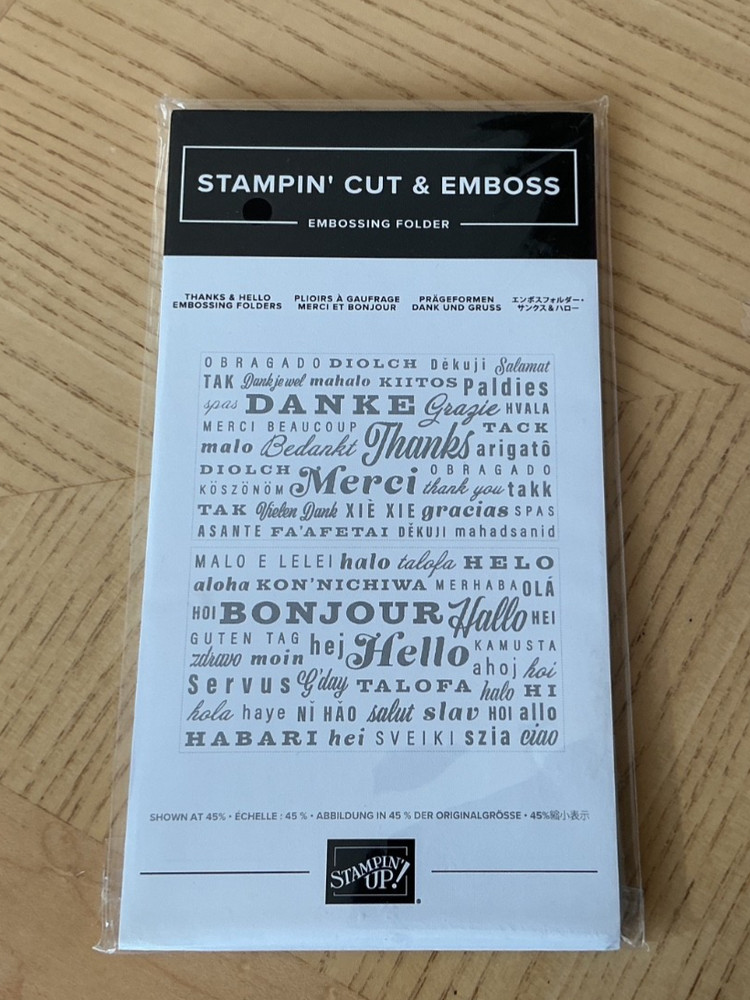 STAMPIN' CUT & EMBOSS
EMBOSSING FOLDER
THANKS & HELLO
EMBOSSING FOLDERS
PLIOIRS À GAUFRAGE
MERCI ET BONJOUR
PRÄGEFORMEN
DANK UND GRUSS
エンボスフォルダー・
サンクス&ハロー
OBRAGADO DIOLCH Děkuji Salamat
TAK Dankjewel mahalo KIITOS Paldies
spas DANKE Grazie HVALA
MERCI BEAUCOUP Thanks TACK
malo Bedankt arigatô
DIOLCH Merci OBRAGADO
KÖSZÖNÖM thank you takk
TAK Vielen Dank XIÈ XIE gracias SPAS
ASANTE FA'AFETAI DĚKUJI mahadsanid
MALO E LELEI halo talofa HELO
aloha KON'NICHIWA MERHABA OLÁ
HOI BONJOUR Hallo HEI
GUTEN TAG hej Hello KAMUSTA
zdravo moin ahoj hoi
Servus G'day TALOFA halo HI
hola haye NǏ HǍO salut slav HOI allo
HABARI hei SVEIKI szia ciao
SHOWN AT 45% • ÉCHELLE : 45 % • ABBILDUNG IN 45 % DER ORIGINALGRÖSSE • 45%縮小表示
STAMPIN'
UP!